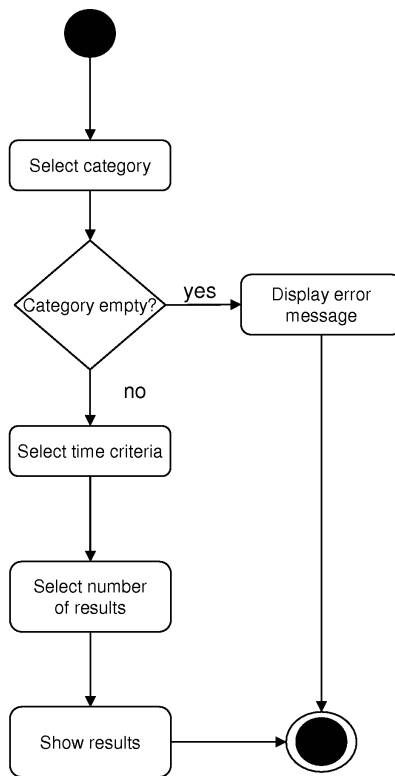 Select category
Category empty?
yes
Display error
message
no
Select time criteria
Select number
of results
Show results